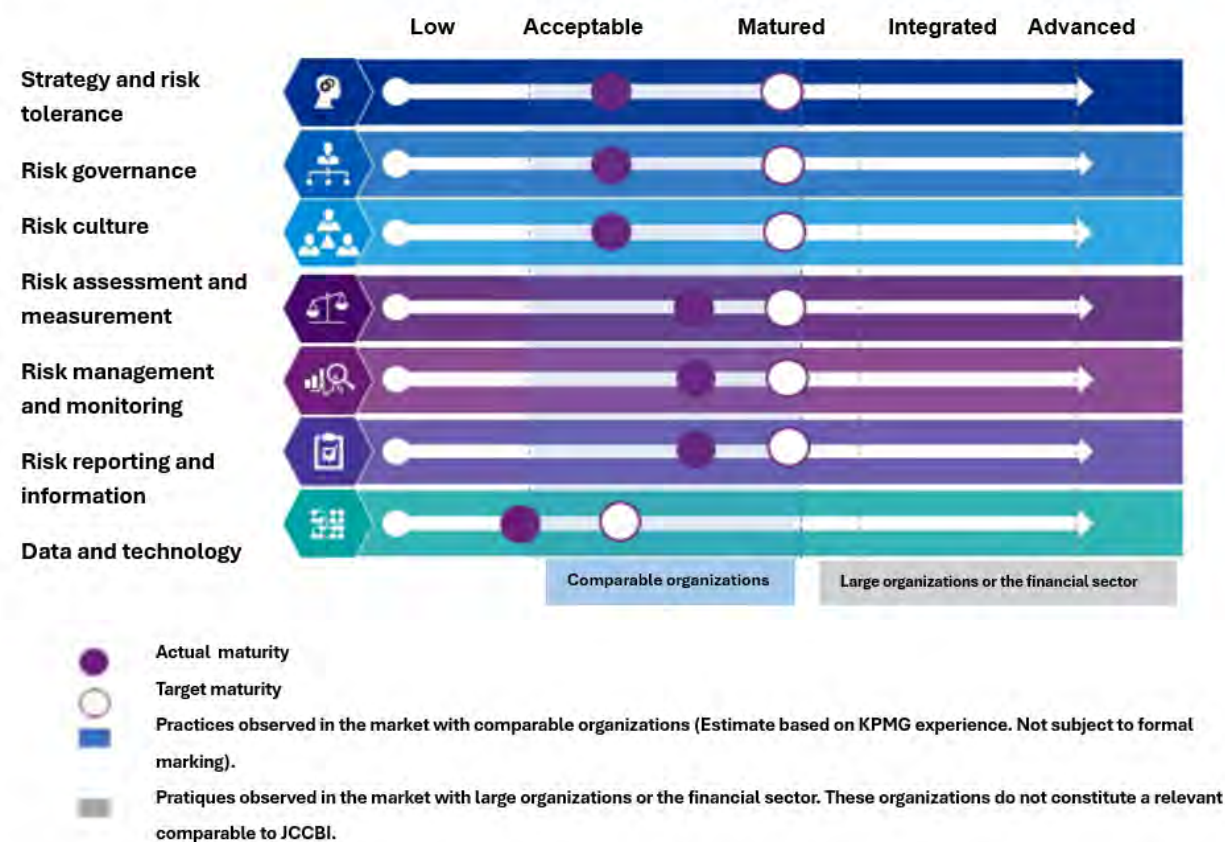 Low Acceptable Matured Integrated Advanced
Strategy and risk
tolerance
Risk governance
Risk culture
Risk assessment and
measurement
Risk management
and monitoring
Risk reporting and
information
Data and technology
Comparable organizations
Large organizations or the financial sector
Actual maturity
Target maturity
Practices observed in the market with comparable organizations (Estimate based on KPMG experience. Not subject to formal
marking).
Pratiques observed in the market with large organizations or the financial sector. These organizations do not constitute a relevant
comparable to JCCBI.